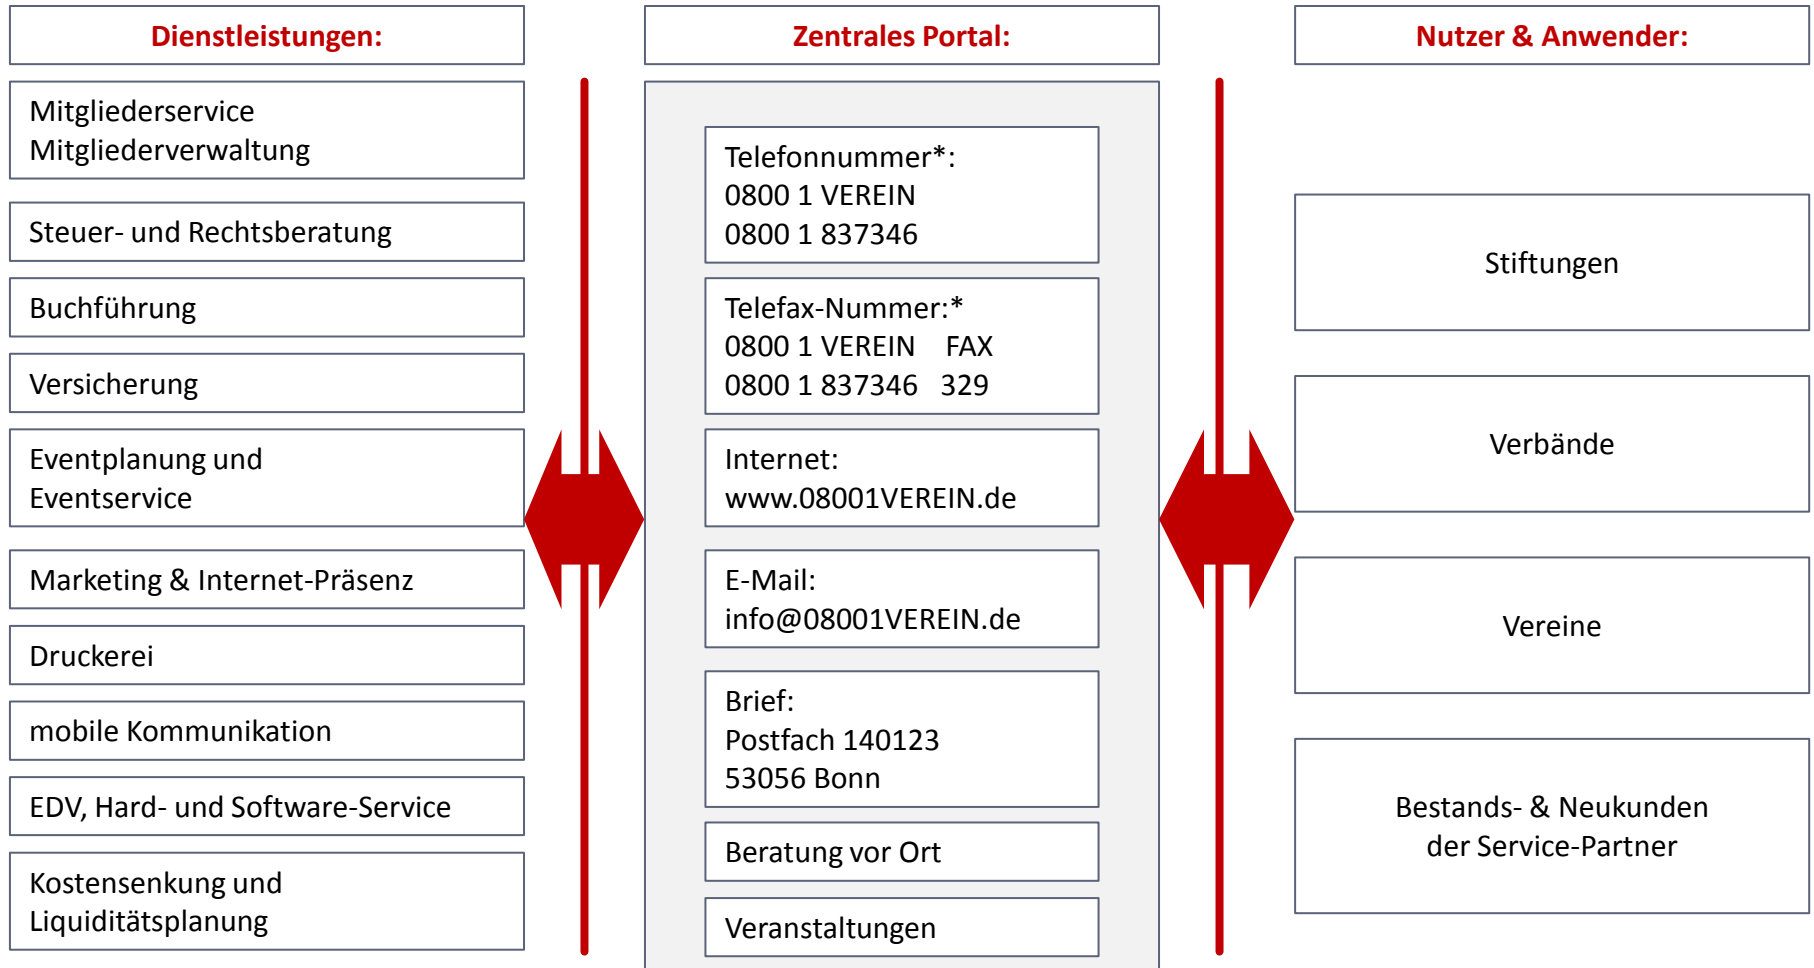 Dienstleistungen:
Mitgliederservice
Mitgliederverwaltung
Steuer- und Rechtsberatung
Buchführung
Versicherung
Eventplanung und
Eventservice
Marketing & Internet-Präsenz
Druckerei
mobile Kommunikation
EDV, Hard- und Software-Service
Kostensenkung und
Liquiditätsplanung
Zentrales Portal:
Telefonnummer*:
0800 1 VEREIN
0800 1 837346
Telefax-Nummer:*
0800 1 VEREIN FAX
0800 1 837346 329
Internet:
www.08001VEREIN.de
E-Mail:
info@08001VEREIN.de
Brief:
Postfach 140123
53056 Bonn
Beratung vor Ort
Veranstaltungen
Nutzer & Anwender:
Stiftungen
Verbände
Vereine
Bestands- & Neukunden
der Service-Partner